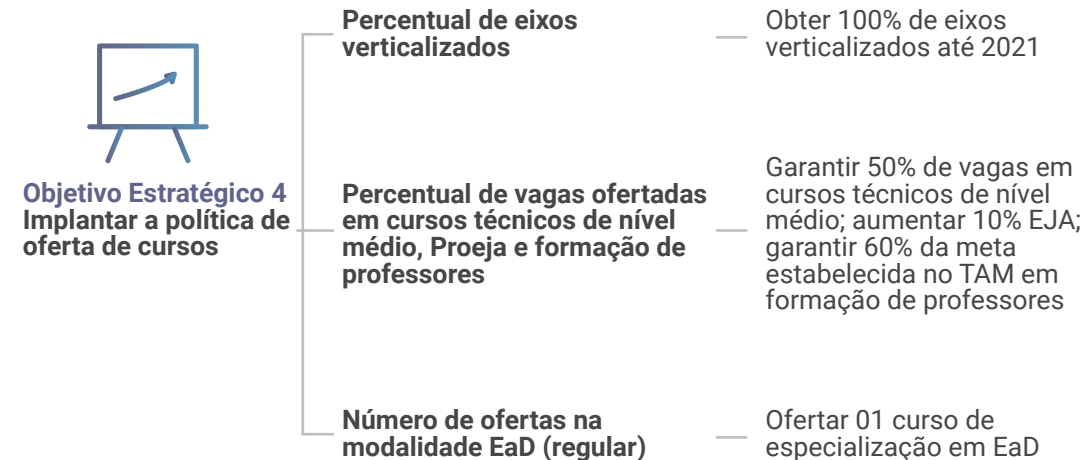 Objetivo Estratégico 4
Implantar a política de
oferta de cursos
Percentual de eixos
verticalizados
Obter 100% de eixos
verticalizados até 2021
Percentual de vagas ofertadas
em cursos técnicos de nível
médio, Proeja e formação de
professores
Garantir 50% de vagas em
cursos técnicos de nível
médio; aumentar 10% EJA;
garantir 60% da meta
estabelecida no TAM em
formação de professores
Número de ofertas na
modalidade EaD (regular)
Ofertar 01 curso de
especialização em EaD